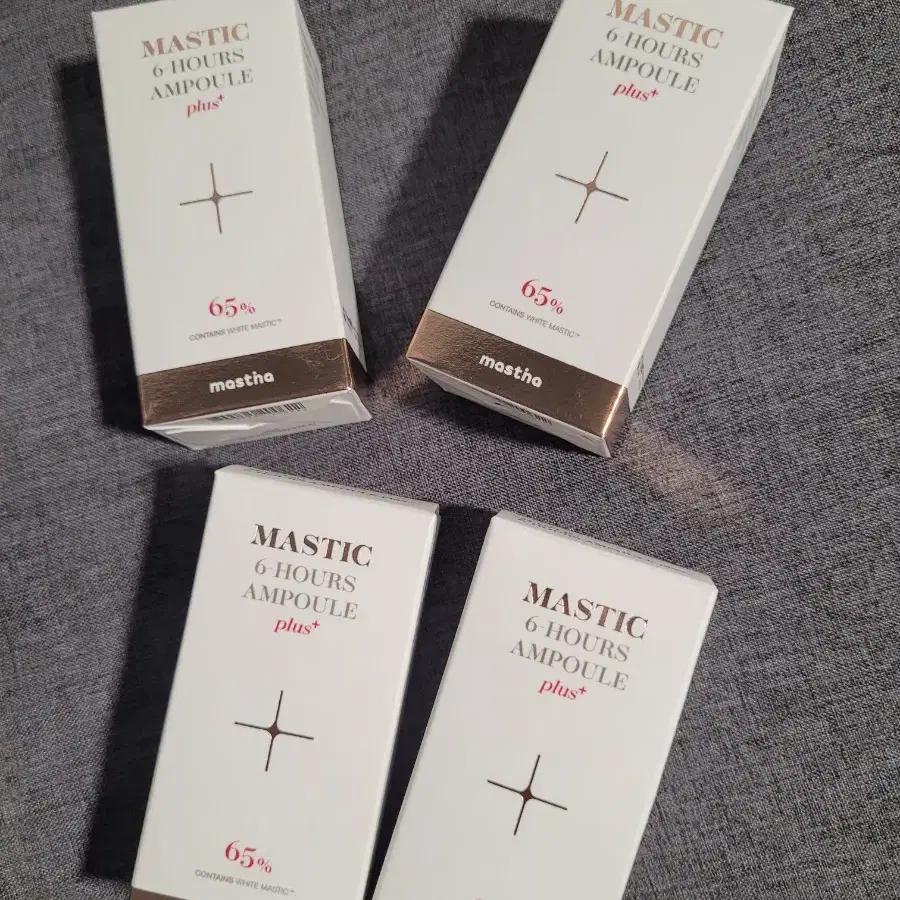 MASTIC
6-HOURS
AMPOULE
plus+
65%
CONTAINS WHITE MASTIC™
mastha
MASTIC
6-HOURS
AMPOULE
plus+
65%
CONTAINS WHITE MASTIC™
mastha
MASTIC
6-HOURS
AMPOULE
plus+
65%
CONTAINS WHITE MASTIC™
MASTIC
6-HOURS
AMPOULE
plus+